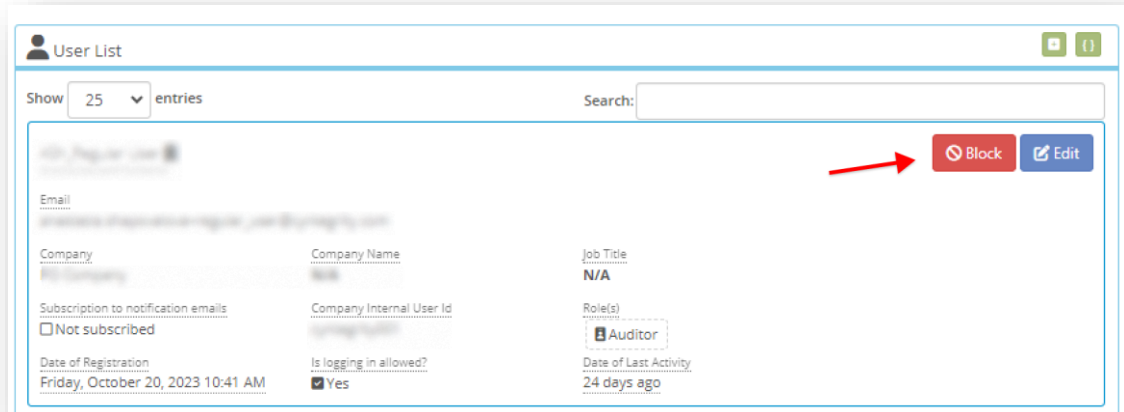 User List
Show 25 entries Search:
Block Edit
Email
Company Company Name Job Title
N/A
Subscription to notification emails Company Internal User Id Role(s)
Not subscribed Auditor
Date of Registration Is logging in allowed? Date of Last Activity
Friday, October 20, 2023 10:41 AM Yes 24 days ago